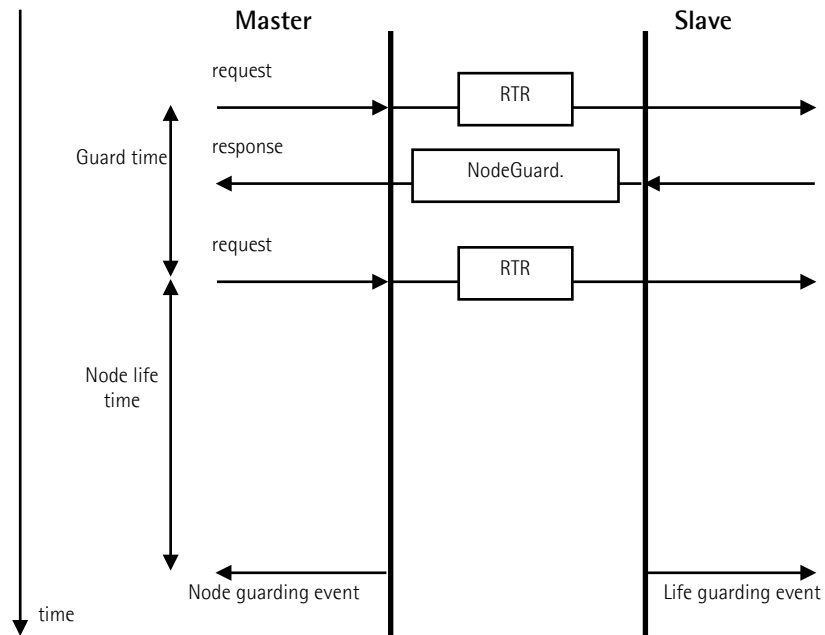 Master
Slave
request
RTR
Guard time
response
NodeGuard.
request
RTR
Node life
time
Node guarding event
Life guarding event
time